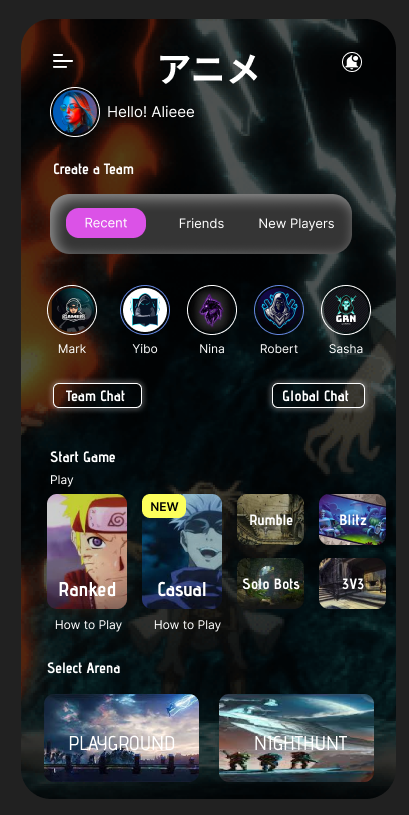 アニメ
Hello! Alieee
Create a Team
Recent
Friends
New Players
GRN
Mark
Yibo
Nina
Robert
Sasha
Team Chat
Global Chat
Start Game
Play
NEW
Rumble
Blitz
Ranked
Casual
Solo Bots
3V3
How to Play
How to Play
Select Arena
PLAYGROUND
NIGHTHUNT